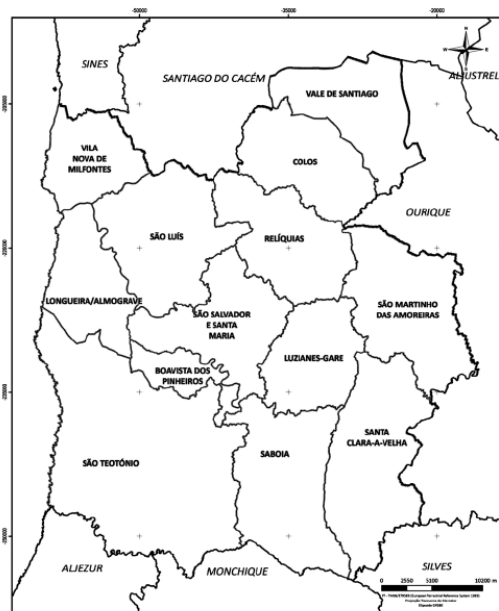 -50000
-35000
-20000
SINES
SANTIAGO DO CACÉM
N
W
E
S
ALJUSTREL
VALE DE SANTIAGO
VILA
NOVA DE
MILFONTES
COLOS
OURIQUE
SÃO LUÍS
RELÍQUIAS
LONGUEIRA/ALMOGRAVE
SÃO SALVADOR
E SANTA
MARIA
SÃO MARTINHO
DAS AMOREIRAS
LUZIANES-GARE
BOAVISTA DOS
PINHEIROS
SANTA
CLARA-A-VELHA
SABOIA
SÃO TEOTÓNIO
ALJEZUR
MONCHIQUE
SILVES
0
2550
5100
10200 m